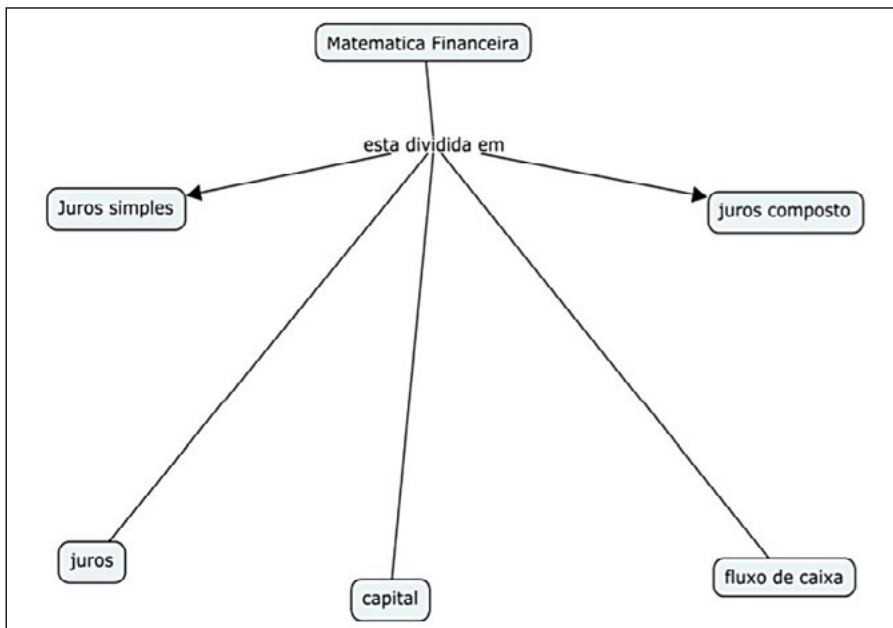 Matematica Financeira
esta dividida em
Juros simples
juros composto
juros
capital
fluxo de caixa